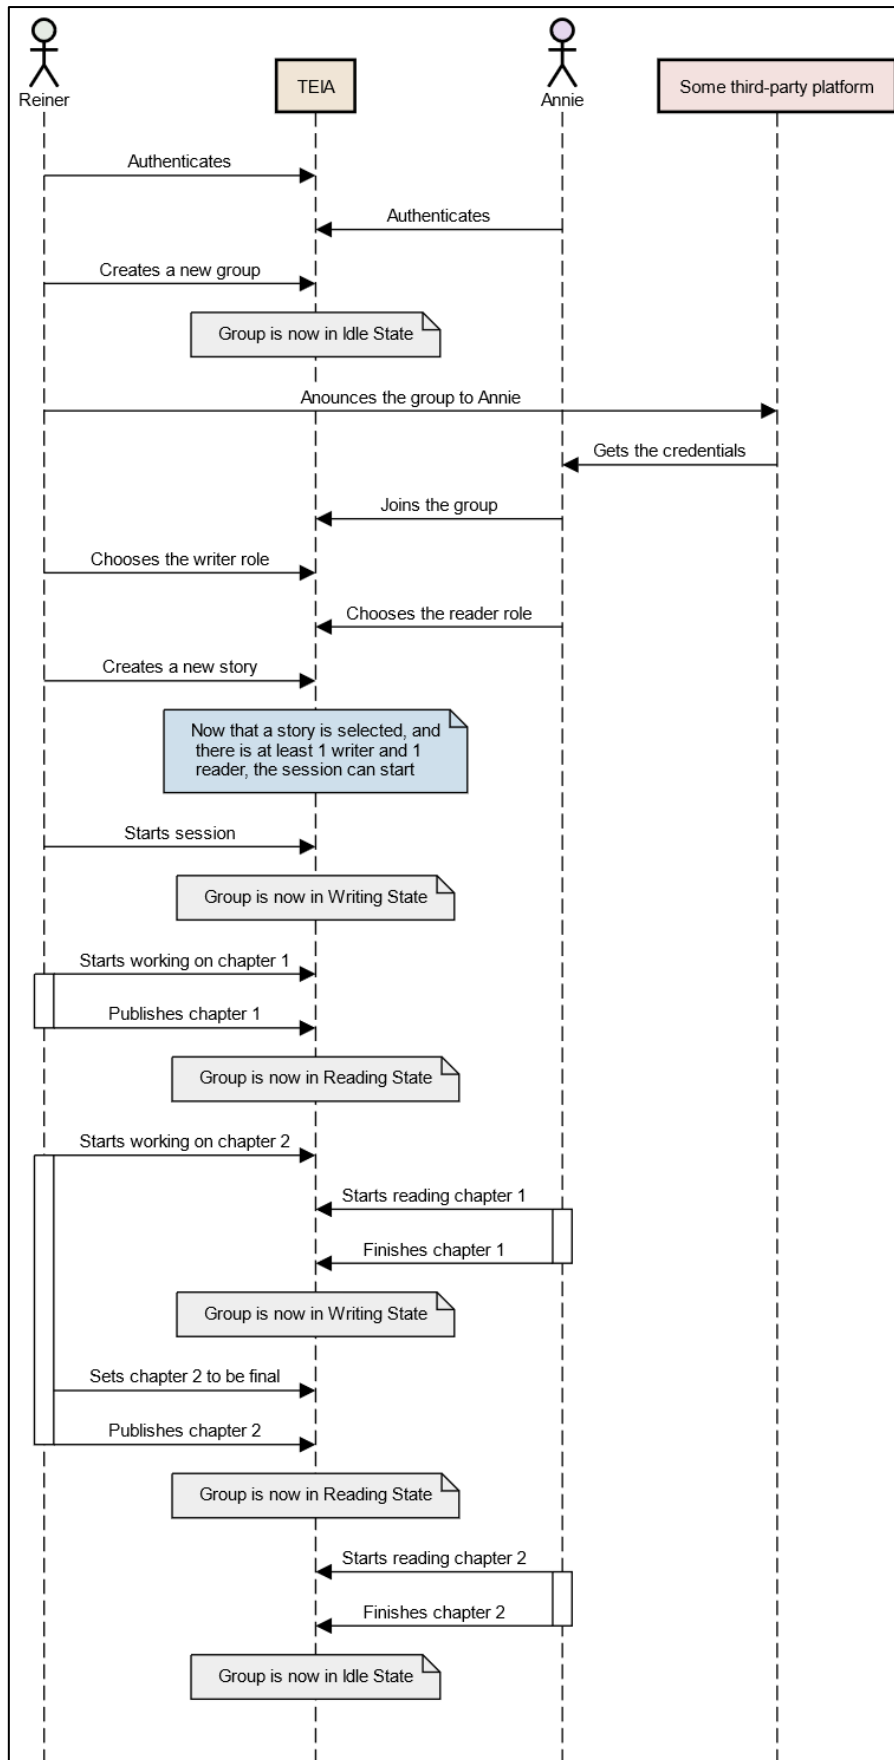 Reiner
TEIA
Annie
Some third-party platform
Authenticates
Authenticates
Creates a new group
Group is now in Idle State
Anounces the group to Annie
Gets the credentials
Joins the group
Chooses the writer role
Chooses the reader role
Creates a new story
Now that a story is selected, and
there is at least 1 writer and 1
reader, the session can start
Starts session
Group is now in Writing State
Starts working on chapter 1
Publishes chapter 1
Group is now in Reading State
Starts working on chapter 2
Starts reading chapter 1
Finishes chapter 1
Group is now in Writing State
Sets chapter 2 to be final
Publishes chapter 2
Group is now in Reading State
Starts reading chapter 2
Finishes chapter 2
Group is now in Idle State